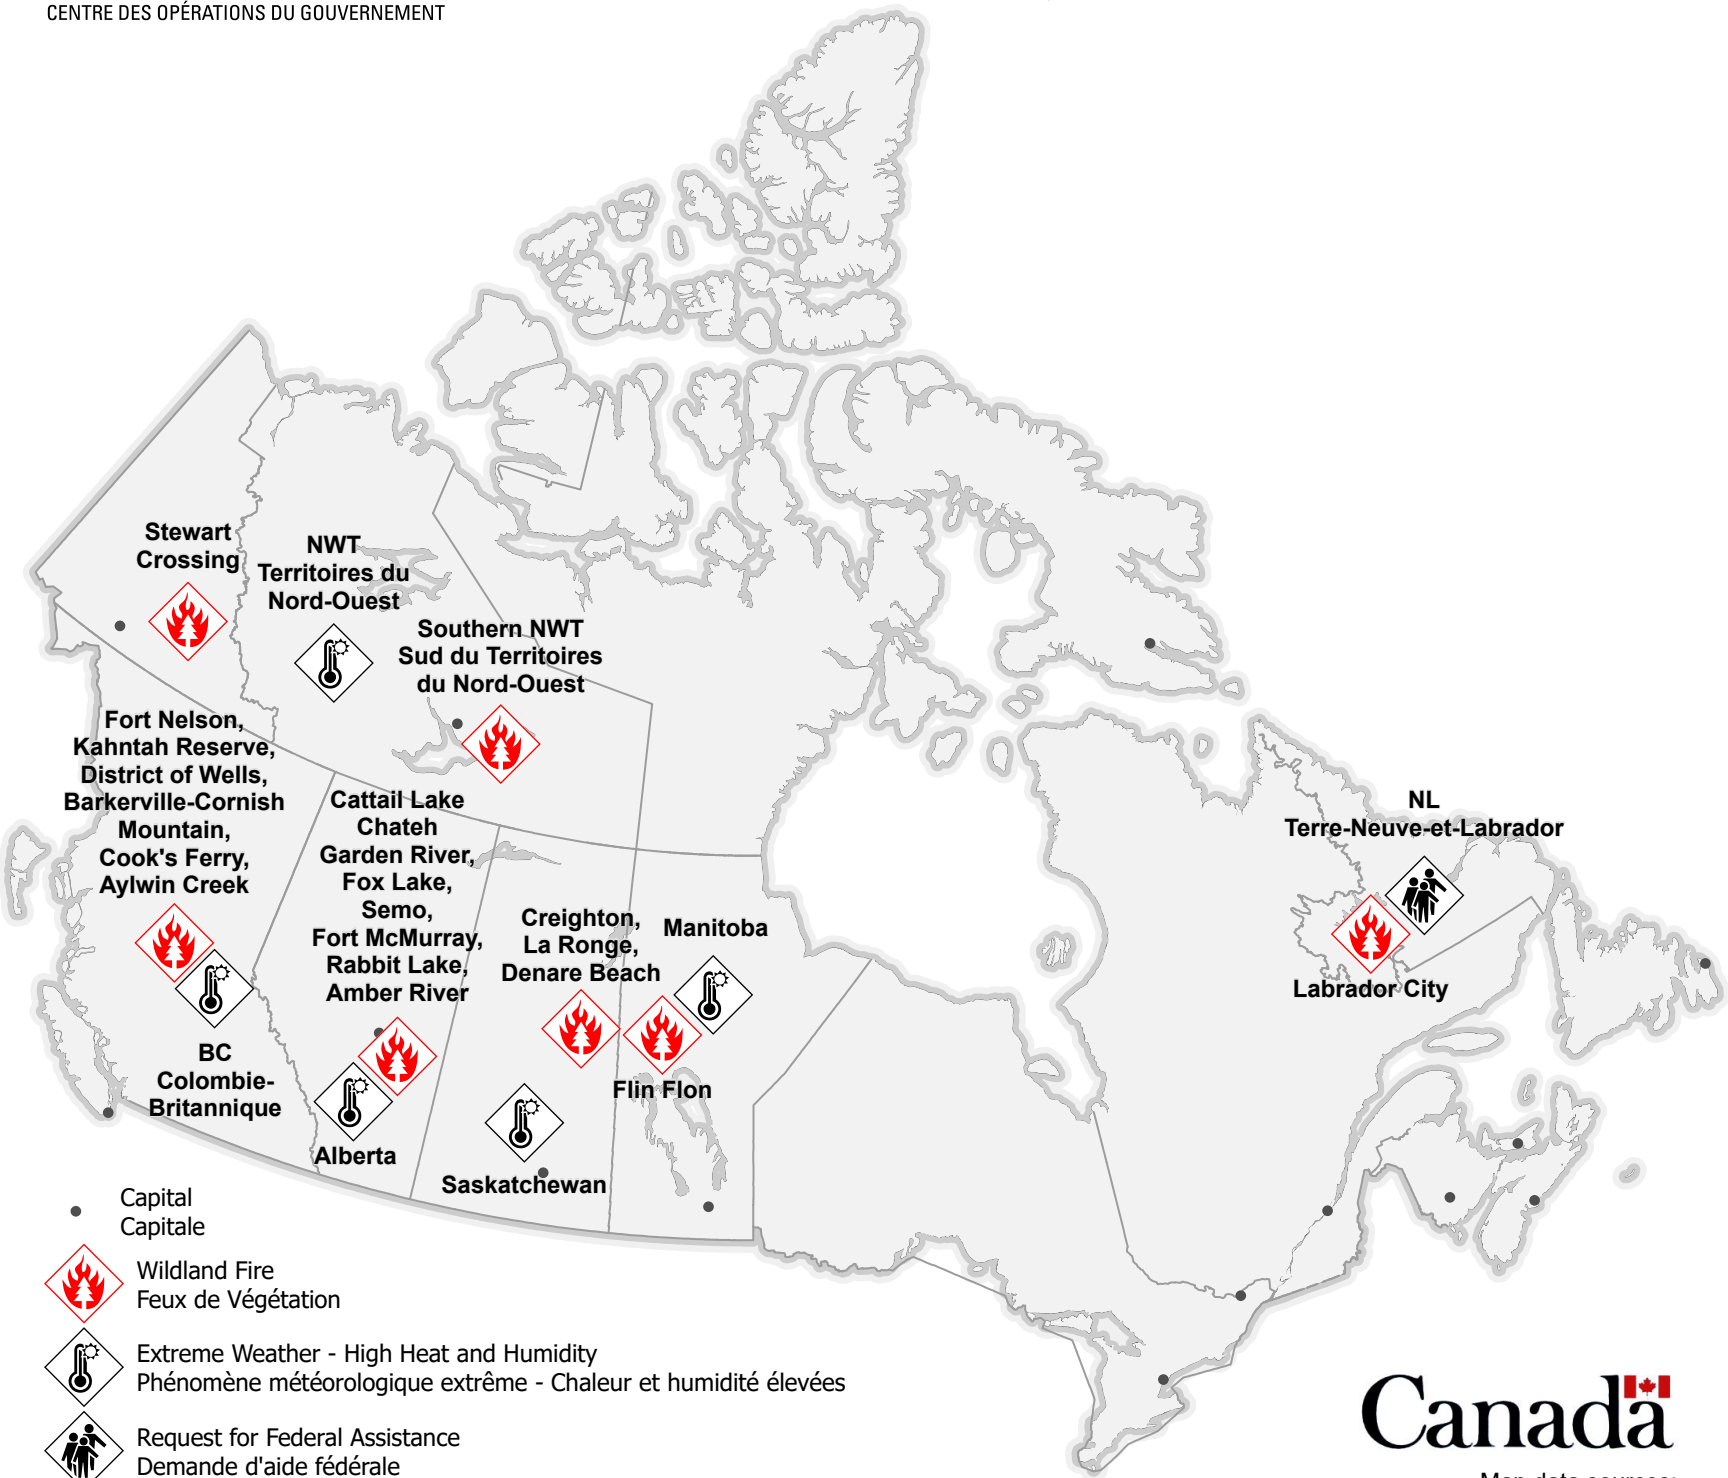 CENTRE DES OPÉRATIONS DU GOUVERNEMENT
Stewart
Crossing
NWT
Territoires du
Nord-Ouest
Southern NWT
Sud du Territoires
du Nord-Ouest
Fort Nelson,
Kahntah Reserve,
District of Wells,
Barkerville-Cornish
Mountain,
Cook's Ferry,
Aylwin Creek
BC
Colombie-
Britannique
Cattail Lake
Chateh
Garden River,
Fox Lake,
Semo,
Fort McMurray,
Rabbit Lake,
Amber River
Alberta
Creighton,
La Ronge,
Denare Beach
Saskatchewan
Manitoba
Flin Flon
NL
Terre-Neuve-et-Labrador
Labrador City
Capital
Capitale
Wildland Fire
Feux de Végétation
Extreme Weather - High Heat and Humidity
Phénomène météorologique extrême - Chaleur et humidité élevées
Request for Federal Assistance
Demande d'aide fédérale
Canada
Map data sources: